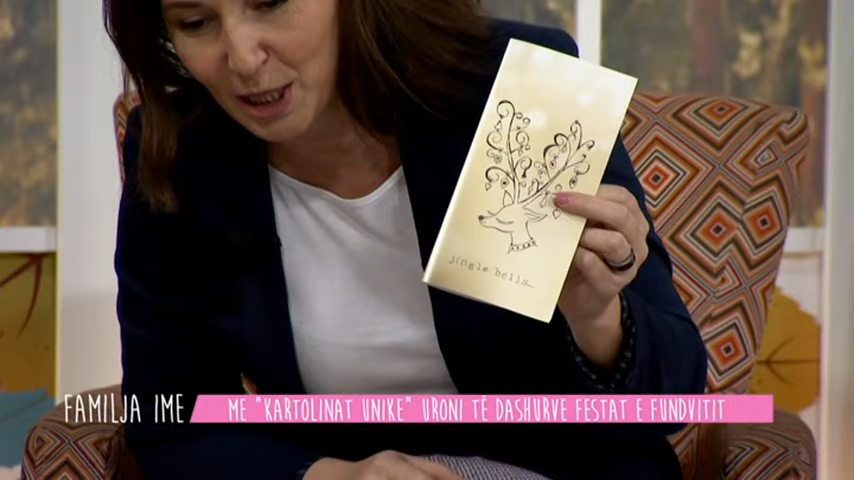 jingle bells...
FAMILJA IME
ME "KARTOLINAT UNIKE" URONI TË DASHURVE FESTAT E FUNDVITIT